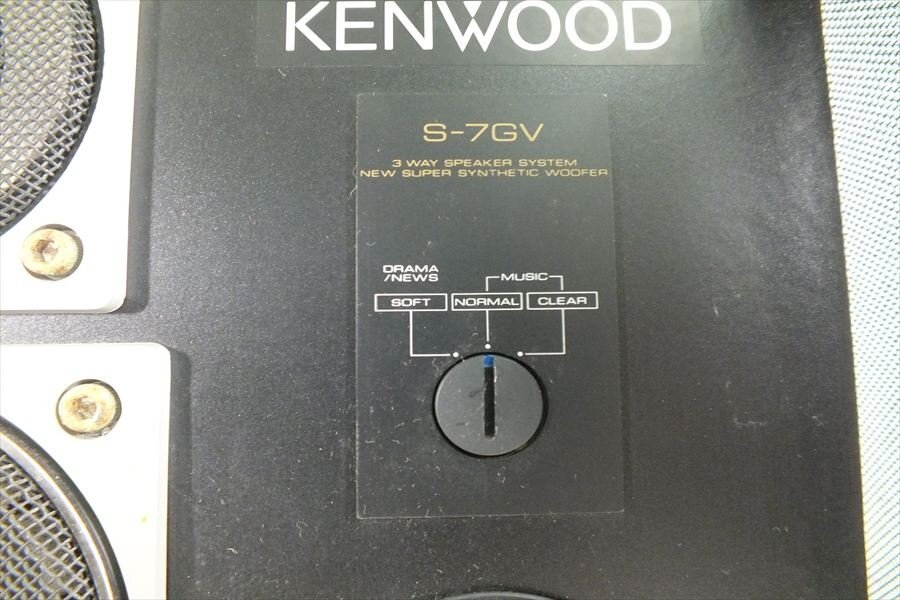 KENWOOD
S-7GV
3 WAY SPEAKER SYSTEM
NEW SUPER SYNTHETIC WOOFER
DRAMA
/NEWS
MUSIC
SOFT NORMAL CLEAR